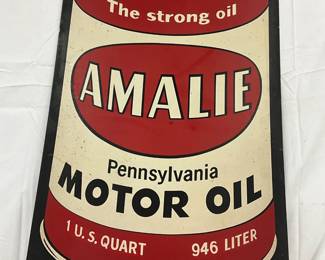 The strong oil
AMALIE
Pennsylvania
MOTOR OIL
1 U.S. QUART 946 LITER